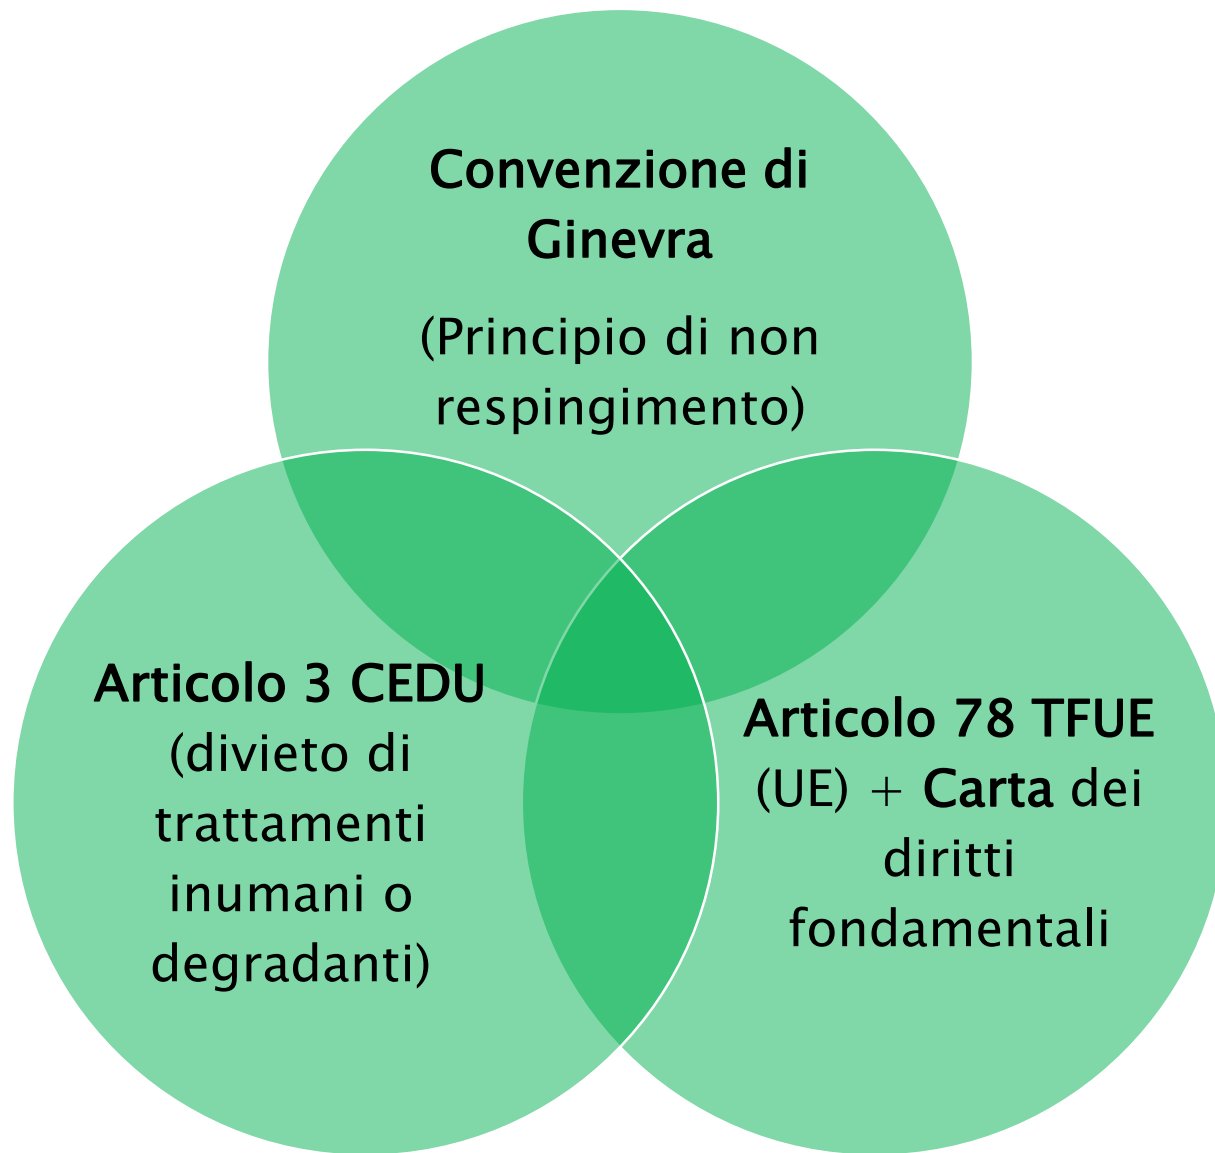 Convenzione di
Ginevra
(Principio di non
respingimento)
Articolo 3 CEDU
(divieto di
trattamenti
inumani o
degradanti)
Articolo 78 TFUE
(UE) + Carta dei
diritti
fondamentali